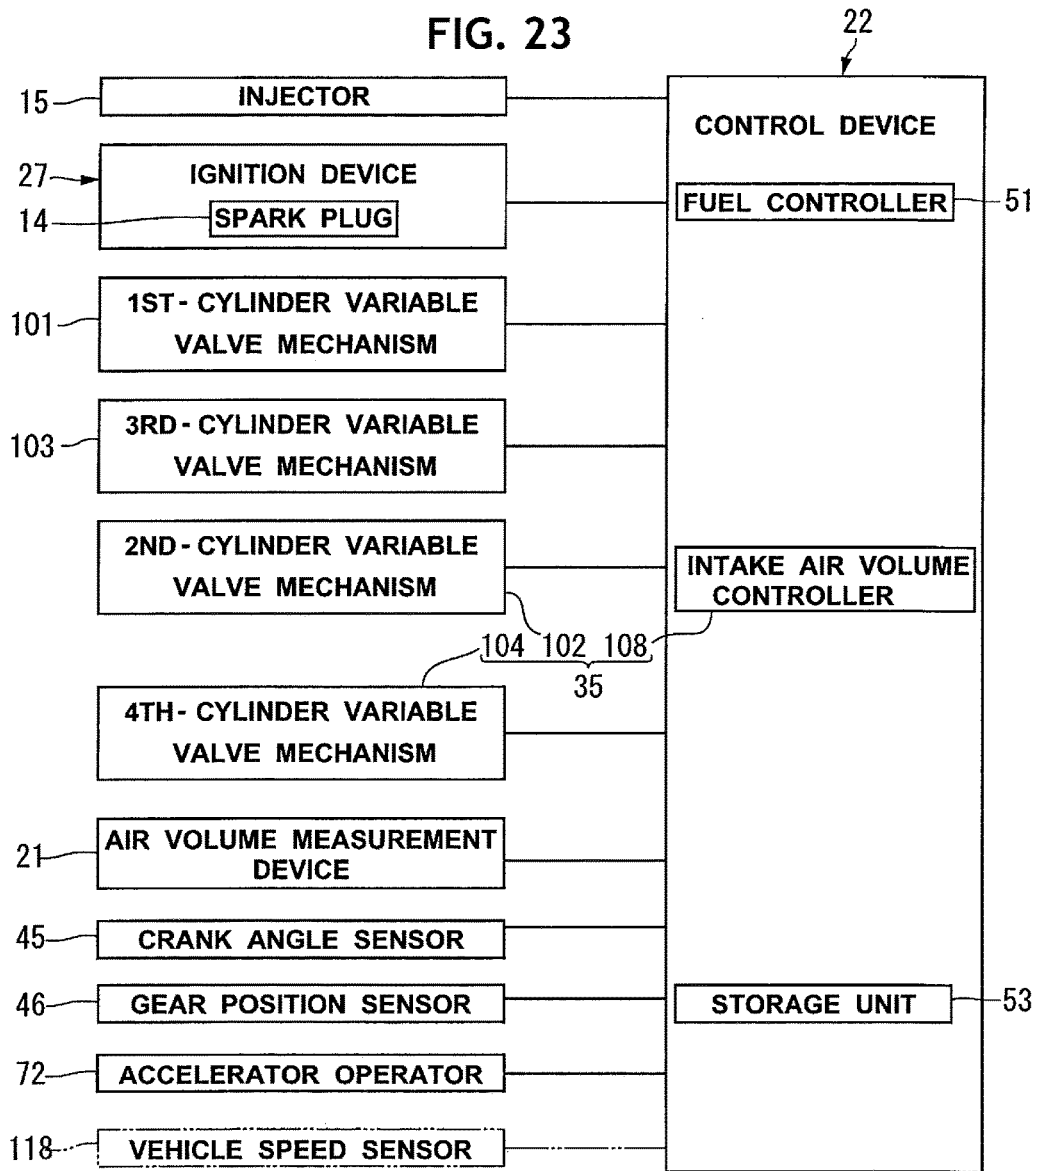 FIG. 23
22
15
INJECTOR
CONTROL DEVICE
27
IGNITION DEVICE
14
SPARK PLUG
FUEL CONTROLLER
51
101
1ST- CYLINDER VARIABLE
VALVE MECHANISM
103
3RD- CYLINDER VARIABLE
VALVE MECHANISM
2ND- CYLINDER VARIABLE
VALVE MECHANISM
INTAKE AIR VOLUME
CONTROLLER
104 102 108
35
4TH- CYLINDER VARIABLE
VALVE MECHANISM
21
AIR VOLUME MEASUREMENT
DEVICE
45
CRANK ANGLE SENSOR
46
GEAR POSITION SENSOR
STORAGE UNIT
53
72
ACCELERATOR OPERATOR
118
VEHICLE SPEED SENSOR